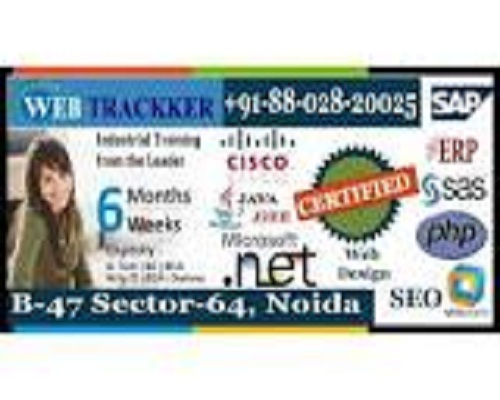 WEB TRACKKER
+91-88-028-20025
SAP
Industrial Training
from the Leader
6 Months
Weeks
CISCO
JAVA
Microsoft
.net
CERTIFIED
Web
Design
ERP
sas
php
SEO
B-47 Sector-64, Noida